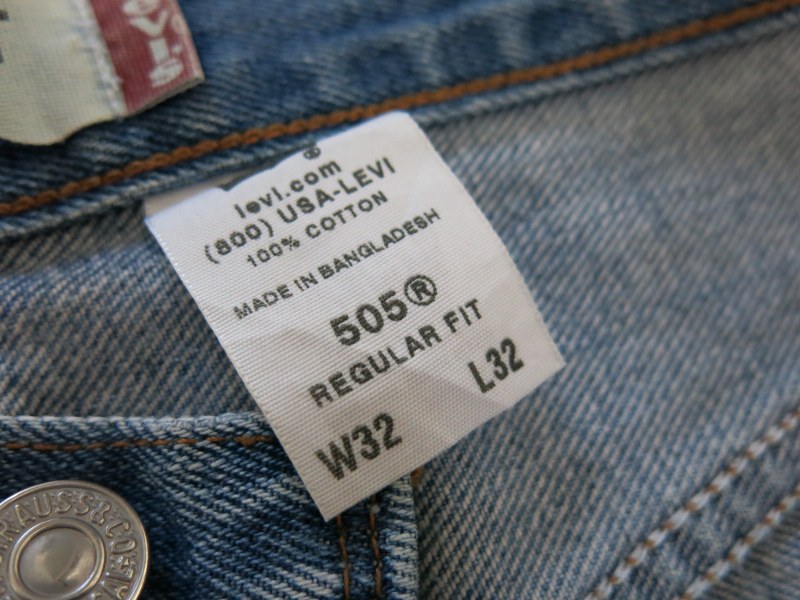 levi.com
(800) USA-LEVI
100% COTTON
MADE IN BANGLADESH
505®
REGULAR FIT
W32 L32